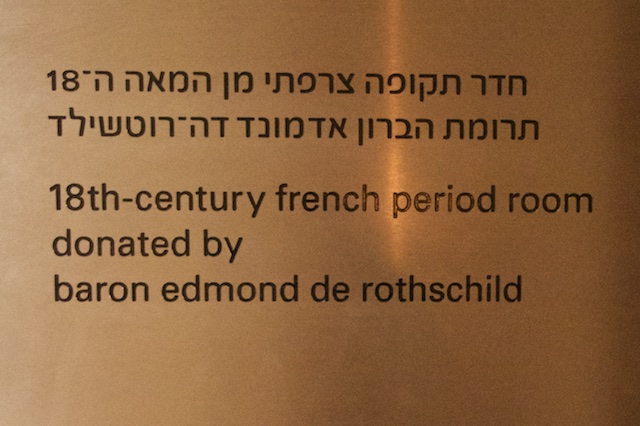 חדר תקופה צרפתי מן המאה ה־18
תרומת הברון אדמונד דה־רוטשילד
18th-century french period room
donated by
baron edmond de rothschild